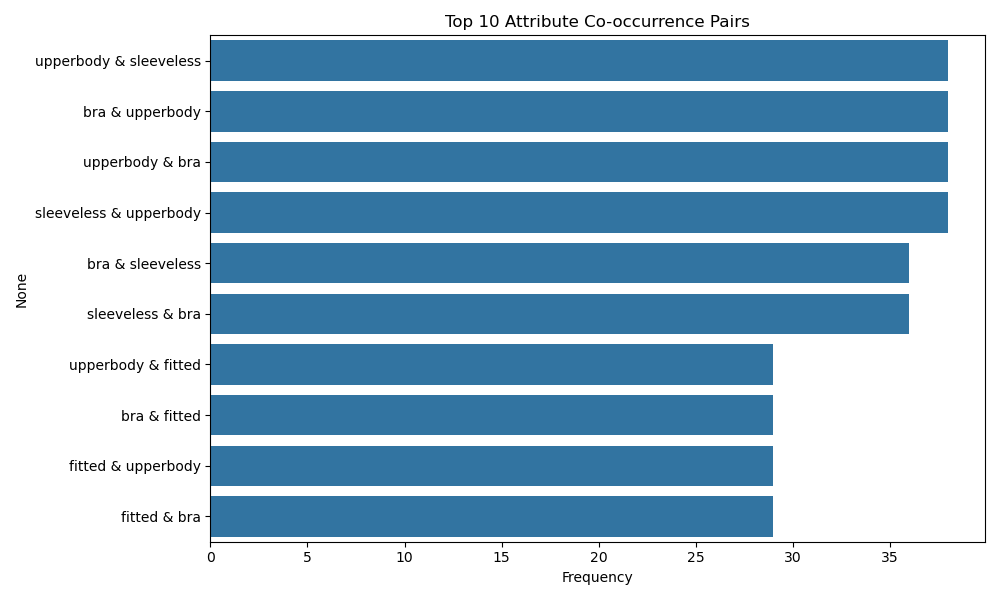 Top 10 Attribute Co-occurrence Pairs
upperbody & sleeveless
bra & upperbody
upperbody & bra
sleeveless & upperbody
bra & sleeveless
sleeveless & bra
upperbody & fitted
bra & fitted
fitted & upperbody
fitted & bra
None
0 5 10 15 20 25 30 35
Frequency